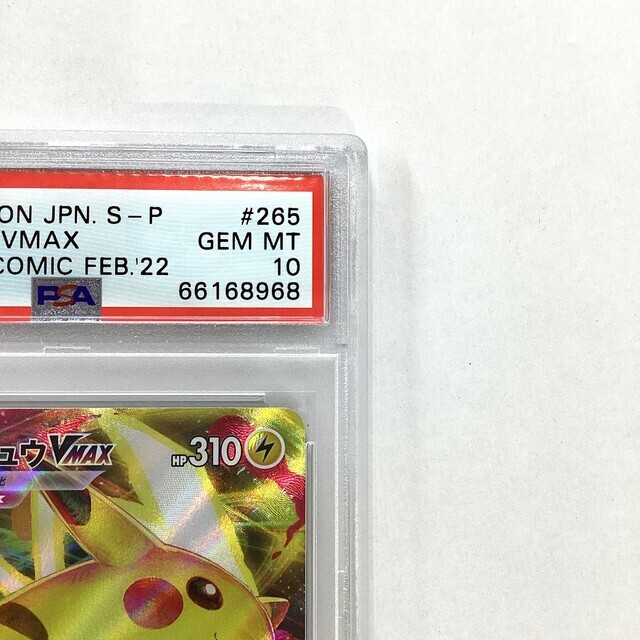 ON JPN. S-P #265
VMAX GEM MT
COMIC FEB.'22 10
PSA 66168968
ュウVMAX HP310